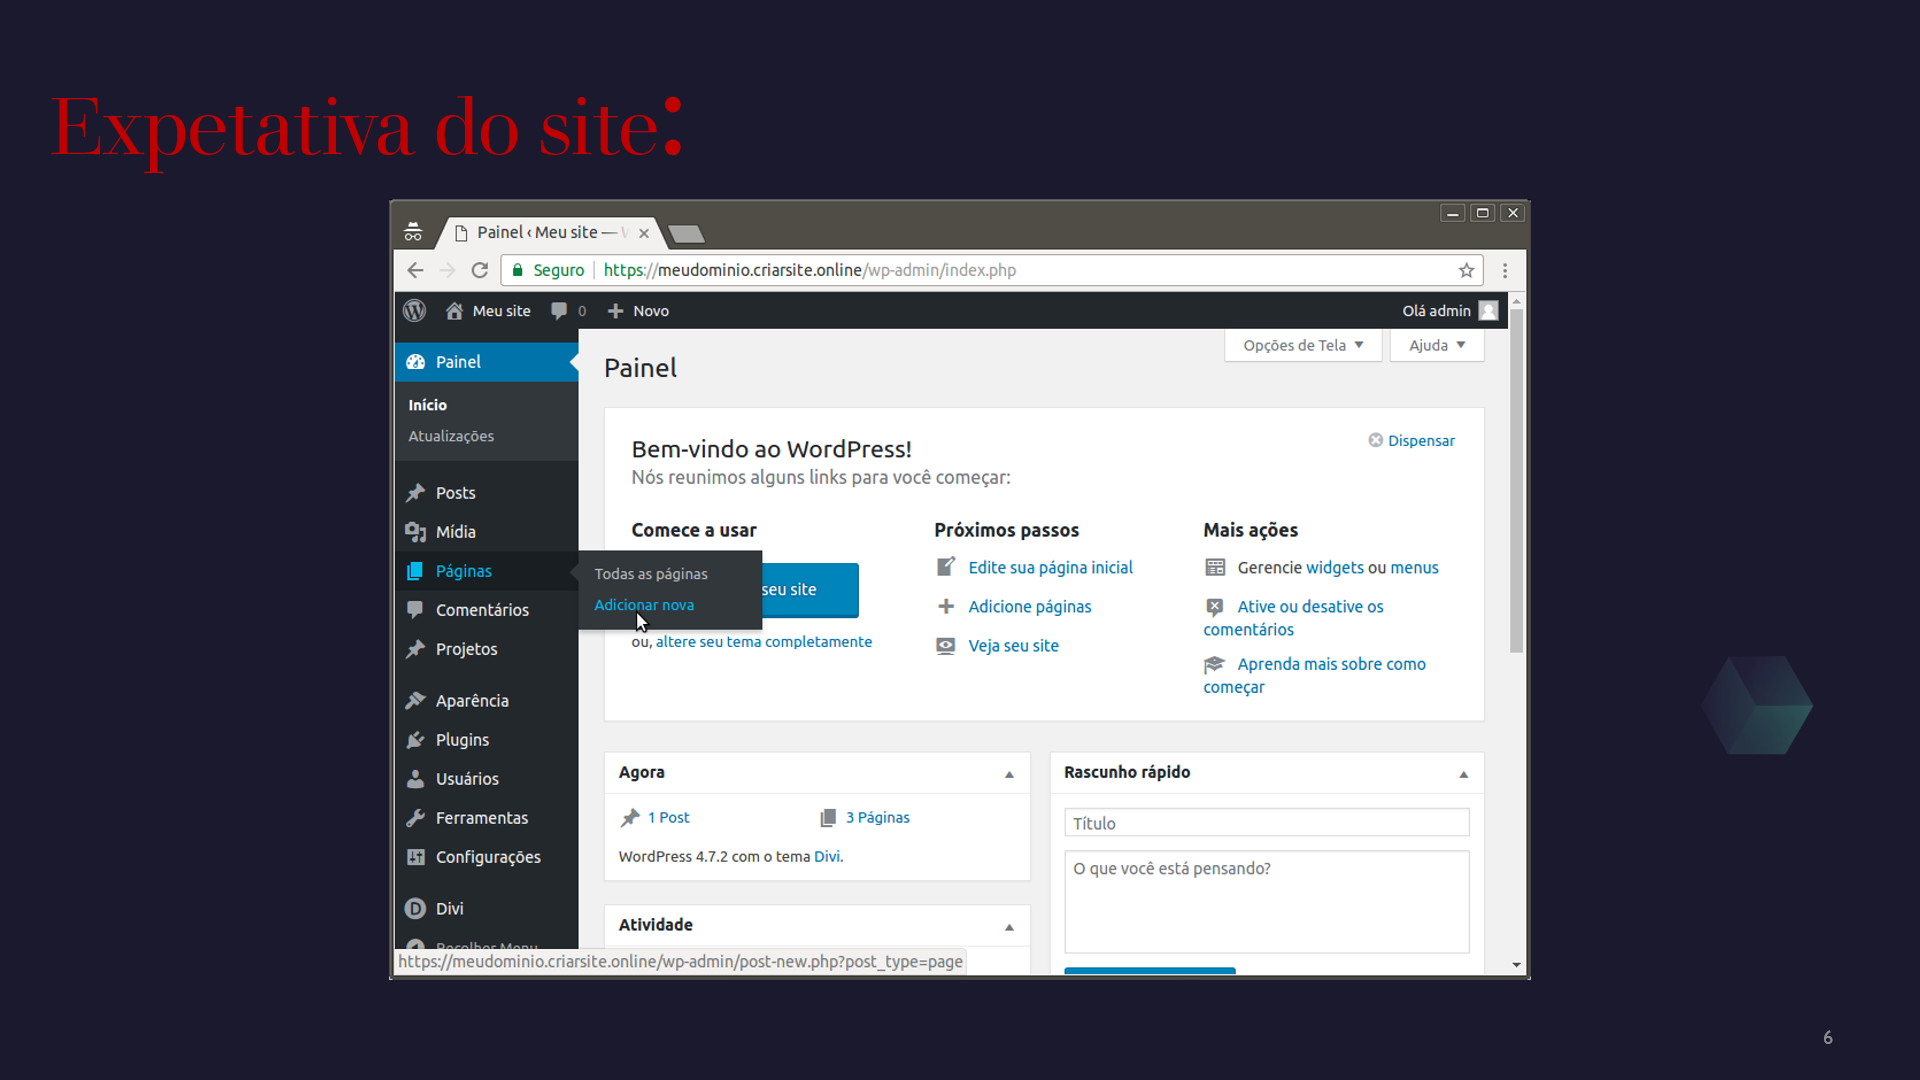 Expetativa do site:
Painel ‹ Meu site —
Seguro
https://meudominio.criarsite.online/wp-admin/index.php
Meu site
0
Novo
Olá admin
Opções de Tela
Ajuda
Painel
Início
Atualizações
Posts
Mídia
Páginas
Todas as páginas
Adicionar nova
Comentários
Projetos
Aparência
Plugins
Usuários
Ferramentas
Configurações
Divi
Recolher Menu
Painel
Bem-vindo ao WordPress!
Nós reunimos alguns links para você começar:
Dispensar
Comece a usar
seu site
ou, altere seu tema completamente
Próximos passos
Edite sua página inicial
Adicione páginas
Veja seu site
Mais ações
Gerencie widgets ou menus
Ative ou desative os
comentários
Aprenda mais sobre como
começar
Agora
1 Post
3 Páginas
WordPress 4.7.2 com o tema Divi.
Atividade
Rascunho rápido
Título
O que você está pensando?
https://meudominio.criarsite.online/wp-admin/post-new.php?post_type=page
6